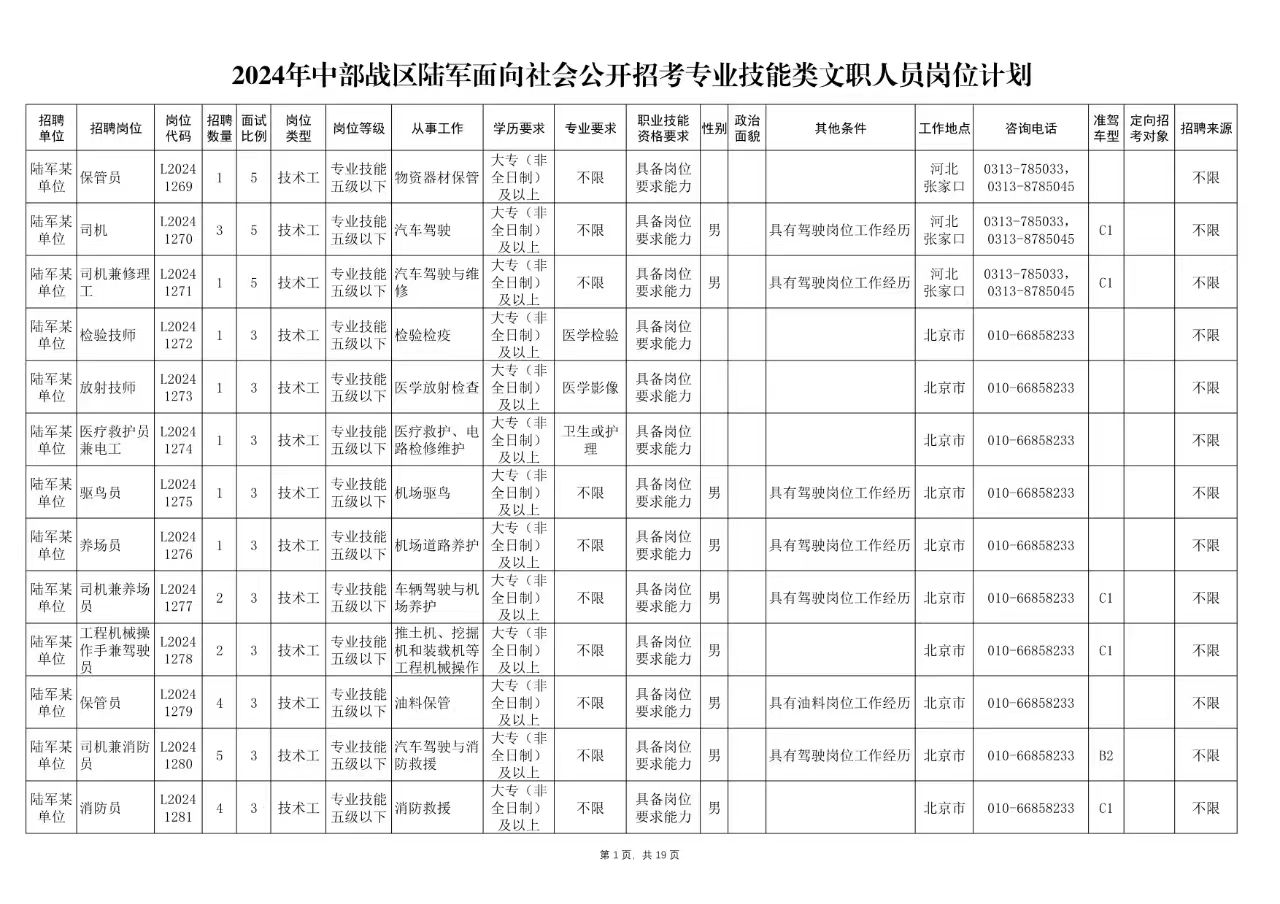 2024年中部战区陆军面向社会公开招考专业技能类文职人员岗位计划
招聘单位 招聘岗位 岗位代码 招聘数量 面试比例 岗位类型 岗位等级 从事工作 学历要求 专业要求 职业技能资格要求 性别 政治面貌 其他条件 工作地点 咨询电话 准驾车型 定向招考对象 招聘来源
陆军某单位 保管员 L20241269 1 5 技术工 专业技能五级以下 物资器材保管 大专（非全日制）及以上 不限 具备岗位要求能力 河北张家口 0313-785033，0313-8785045 不限
陆军某单位 司机 L20241270 3 5 技术工 专业技能五级以下 汽车驾驶 大专（非全日制）及以上 不限 具备岗位要求能力 男 具有驾驶岗位工作经历 河北张家口 0313-785033，0313-8785045 C1 不限
陆军某单位 司机兼修理工 L20241271 1 5 技术工 专业技能五级以下 汽车驾驶与维修 大专（非全日制）及以上 不限 具备岗位要求能力 男 具有驾驶岗位工作经历 河北张家口 0313-785033，0313-8785045 C1 不限
陆军某单位 检验技师 L20241272 1 3 技术工 专业技能五级以下 检验检疫 大专（非全日制）及以上 医学检验 具备岗位要求能力 北京市 010-66858233 不限
陆军某单位 放射技师 L20241273 1 3 技术工 专业技能五级以下 医学放射检查 大专（非全日制）及以上 医学影像 具备岗位要求能力 北京市 010-66858233 不限
陆军某单位 医疗救护员兼电工 L20241274 1 3 技术工 专业技能五级以下 医疗救护、电路检修维护 大专（非全日制）及以上 卫生或护理 具备岗位要求能力 北京市 010-66858233 不限
陆军某单位 驱鸟员 L20241275 1 3 技术工 专业技能五级以下 机场驱鸟 大专（非全日制）及以上 不限 具备岗位要求能力 男 具有驾驶岗位工作经历 北京市 010-66858233 不限
陆军某单位 养场员 L20241276 1 3 技术工 专业技能五级以下 机场道路养护 大专（非全日制）及以上 不限 具备岗位要求能力 男 具有驾驶岗位工作经历 北京市 010-66858233 不限
陆军某单位 司机兼养场员 L20241277 2 3 技术工 专业技能五级以下 车辆驾驶与机场养护 大专（非全日制）及以上 不限 具备岗位要求能力 男 具有驾驶岗位工作经历 北京市 010-66858233 C1 不限
陆军某单位 工程机械操作手兼驾驶员 L20241278 2 3 技术工 专业技能五级以下 推土机、挖掘机和装载机等工程机械操作 大专（非全日制）及以上 不限 具备岗位要求能力 男 北京市 010-66858233 C1 不限
陆军某单位 保管员 L20241279 4 3 技术工 专业技能五级以下 油料保管 大专（非全日制）及以上 不限 具备岗位要求能力 男 具有油料岗位工作经历 北京市 010-66858233 不限
陆军某单位 司机兼消防员 L20241280 5 3 技术工 专业技能五级以下 汽车驾驶与消防救援 大专（非全日制）及以上 不限 具备岗位要求能力 男 具有驾驶岗位工作经历 北京市 010-66858233 B2 不限
陆军某单位 消防员 L20241281 4 3 技术工 专业技能五级以下 消防救援 大专（非全日制）及以上 不限 具备岗位要求能力 男 北京市 010-66858233 C1 不限
第 1 页，共 19 页